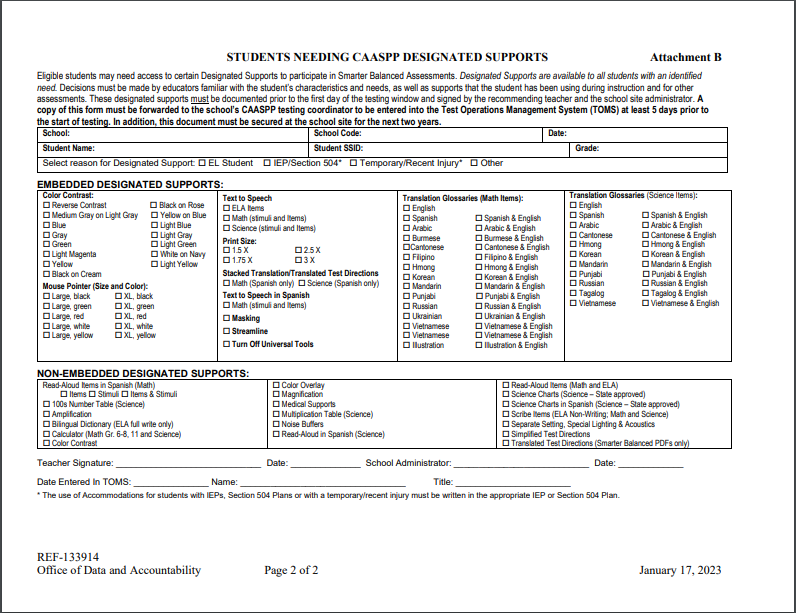 STUDENTS NEEDING CAASPP DESIGNATED SUPPORTS Attachment B
Eligible students may need access to certain Designated Supports to participate in Smarter Balanced Assessments. Designated Supports are available to all students with an identified
need. Decisions must be made by educators familiar with the student's characteristics and needs, as well as supports that the student has been using during instruction and for other
assessments. These designated supports must be documented prior to the first day of the testing window and signed by the recommending teacher and the school site administrator. A
copy of this form must be forwarded to the school's CAASPP testing coordinator to be entered into the Test Operations Management System (TOMS) at least 5 days prior to
the start of testing. In addition, this document must be secured at the school site for the next two years.
School: School Code: Date:
Student Name: Student SSID: Grade:
Select reason for Designated Support: ☐ EL Student ☐ IEP/Section 504* ☐ Temporary/Recent Injury* ☐ Other
EMBEDDED DESIGNATED SUPPORTS:
Color Contrast:
☐ Reverse Contrast ☐ Black on Rose
☐ Medium Gray on Light Gray ☐ Yellow on Blue
☐ Blue ☐ Light Blue
☐ Gray ☐ Light Gray
☐ Green ☐ Light Green
☐ Light Magenta ☐ White on Navy
☐ Yellow ☐ Light Yellow
☐ Black on Cream
Mouse Pointer (Size and Color):
☐ Large, black ☐ XL, black
☐ Large, green ☐ XL, green
☐ Large, red ☐ XL, red
☐ Large, white ☐ XL, white
☐ Large, yellow ☐ XL, yellow
Text to Speech
☐ ELA Items
☐ Math (stimuli and Items)
☐ Science (stimuli and Items)
Print Size:
☐ 1.5 X ☐ 2.5 X
☐ 1.75 X ☐ 3 X
Stacked Translation/Translated Test Directions
☐ Math (Spanish only) ☐ Science (Spanish only)
Text to Speech in Spanish
☐ Math (stimuli and Items)
☐ Masking
☐ Streamline
☐ Turn Off Universal Tools
Translation Glossaries (Math Items):
☐ English
☐ Spanish ☐ Spanish & English
☐ Arabic ☐ Arabic & English
☐ Burmese ☐ Burmese & English
☐ Cantonese ☐ Cantonese & English
☐ Filipino ☐ Filipino & English
☐ Hmong ☐ Hmong & English
☐ Korean ☐ Korean & English
☐ Mandarin ☐ Mandarin & English
☐ Punjabi ☐ Punjabi & English
☐ Russian ☐ Russian & English
☐ Ukrainian ☐ Ukrainian & English
☐ Vietnamese ☐ Vietnamese & English
☐ Vietnamese ☐ Vietnamese & English
☐ Illustration ☐ Illustration & English
Translation Glossaries (Science Items):
☐ English
☐ Spanish ☐ Spanish & English
☐ Arabic ☐ Arabic & English
☐ Cantonese ☐ Cantonese & English
☐ Hmong ☐ Hmong & English
☐ Korean ☐ Korean & English
☐ Mandarin ☐ Mandarin & English
☐ Punjabi ☐ Punjabi & English
☐ Russian ☐ Russian & English
☐ Tagalog ☐ Tagalog & English
☐ Vietnamese ☐ Vietnamese & English
NON-EMBEDDED DESIGNATED SUPPORTS:
Read-Aloud Items in Spanish (Math)
☐ Items ☐ Stimuli ☐ Items & Stimuli
☐ 100s Number Table (Science)
☐ Amplification
☐ Bilingual Dictionary (ELA full write only)
☐ Calculator (Math Gr. 6-8, 11 and Science)
☐ Color Contrast
☐ Color Overlay
☐ Magnification
☐ Medical Supports
☐ Multiplication Table (Science)
☐ Noise Buffers
☐ Read-Aloud in Spanish (Science)
☐ Read-Aloud Items (Math and ELA)
☐ Science Charts (Science – State approved)
☐ Science Charts in Spanish (Science – State approved)
☐ Scribe Items (ELA Non-Writing; Math and Science)
☐ Separate Setting, Special Lighting & Acoustics
☐ Simplified Test Directions
☐ Translated Test Directions (Smarter Balanced PDFs only)
Teacher Signature: ____ Date: ____ School Administrator: ____ Date: ____
Date Entered In TOMS: ____ Name: ____ Title: ____
* The use of Accommodations for students with IEPs, Section 504 Plans or with a temporary/recent injury must be written in the appropriate IEP or Section 504 Plan.
REF-133914
Office of Data and Accountability Page 2 of 2 January 17, 2023